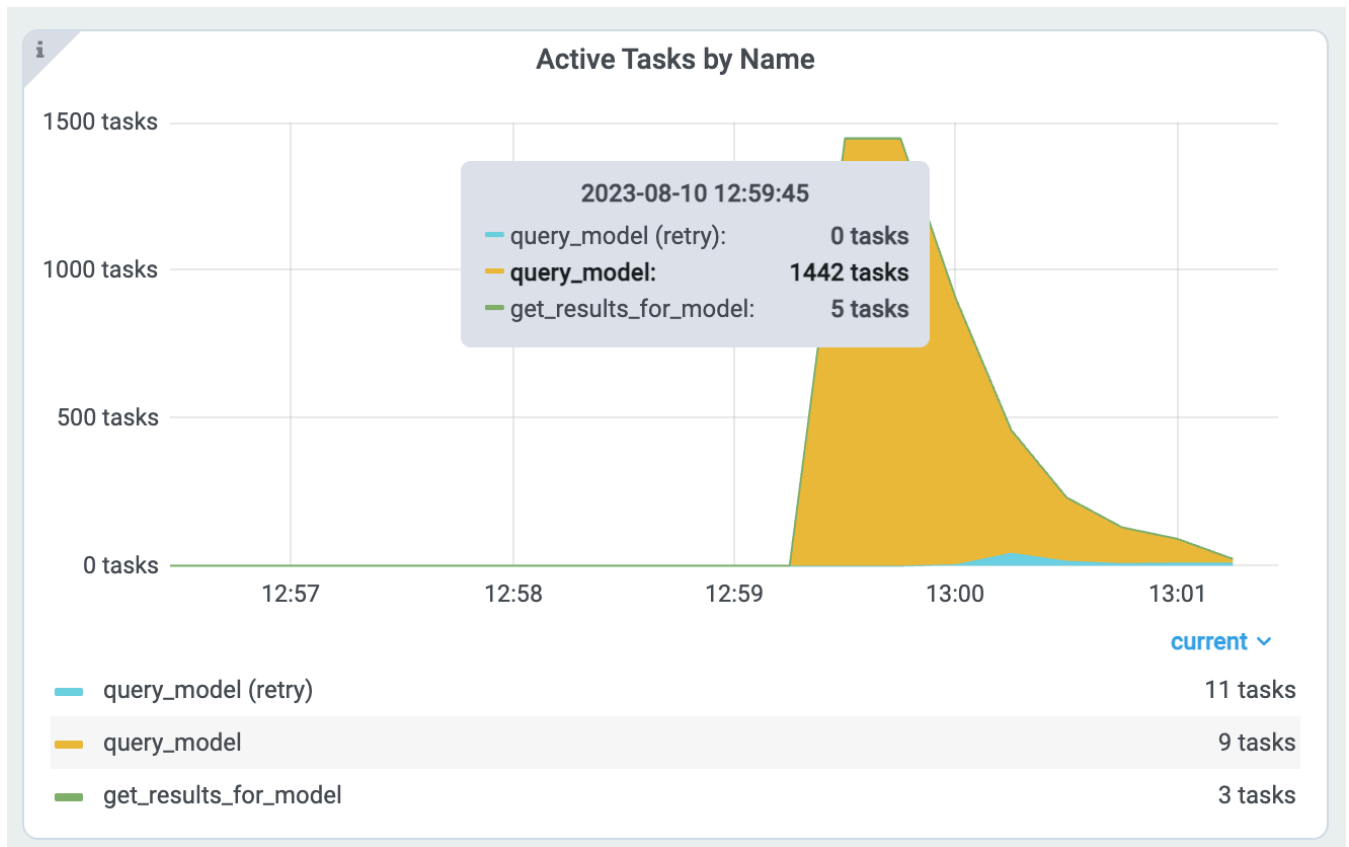 i
Active Tasks by Name
1500 tasks
1000 tasks
500 tasks
0 tasks
2023-08-10 12:59:45
query_model (retry): 0 tasks
query_model: 1442 tasks
get_results_for_model: 5 tasks
12:57 12:58 12:59 13:00 13:01
current
query_model (retry) 11 tasks
query_model 9 tasks
get_results_for_model 3 tasks